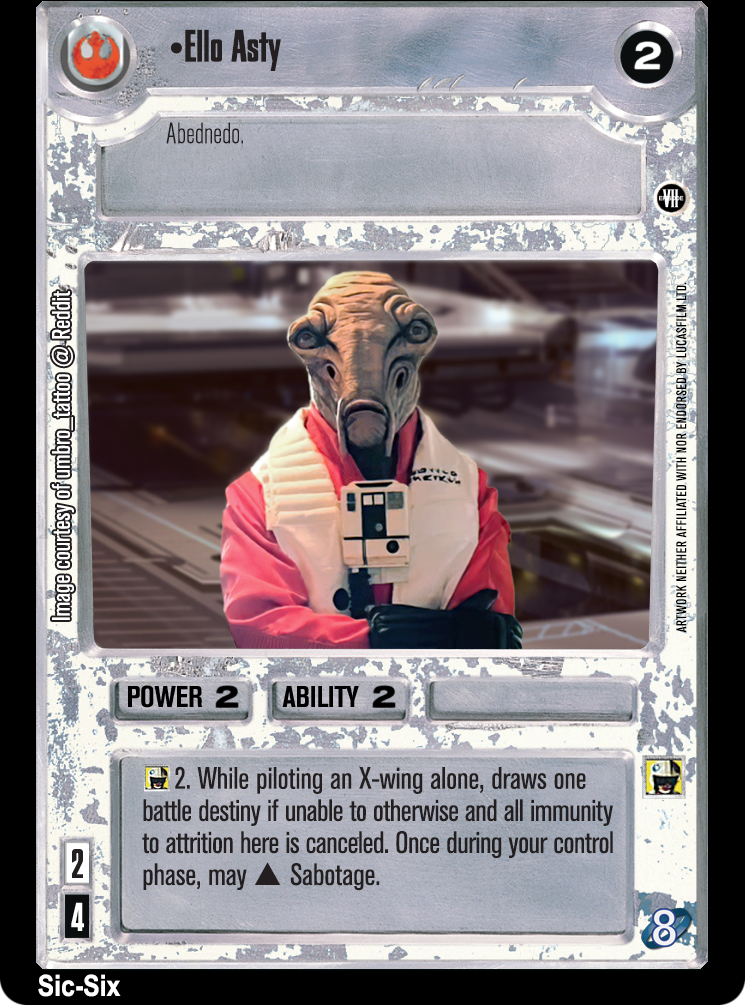 •Ello Asty
2
Abednedo.
EPISODE
VII
Image courtesy of umbro_tattoo @ Reddit
ARTWORK NEITHER AFFILIATED WITH NOR ENDORSED BY LUCASFILM LTD.
POWER 2
ABILITY 2
2. While piloting an X-wing alone, draws one
battle destiny if unable to otherwise and all immunity
to attrition here is canceled. Once during your control
phase, may ▲ Sabotage.
2
4
8
Sic-Six